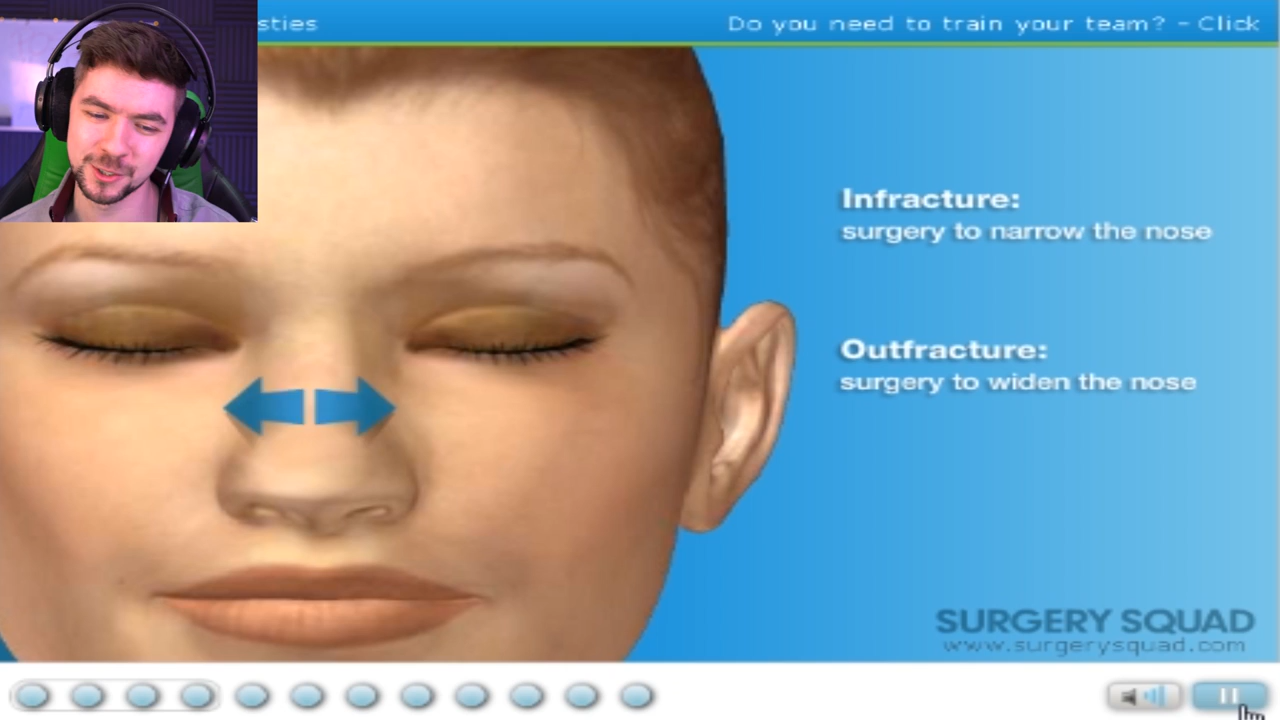 sties
Do you need to train your team? - Click
Infracture:
surgery to narrow the nose
Outfracture:
surgery to widen the nose
SURGERY SQUAD
www.surgerysquad.com